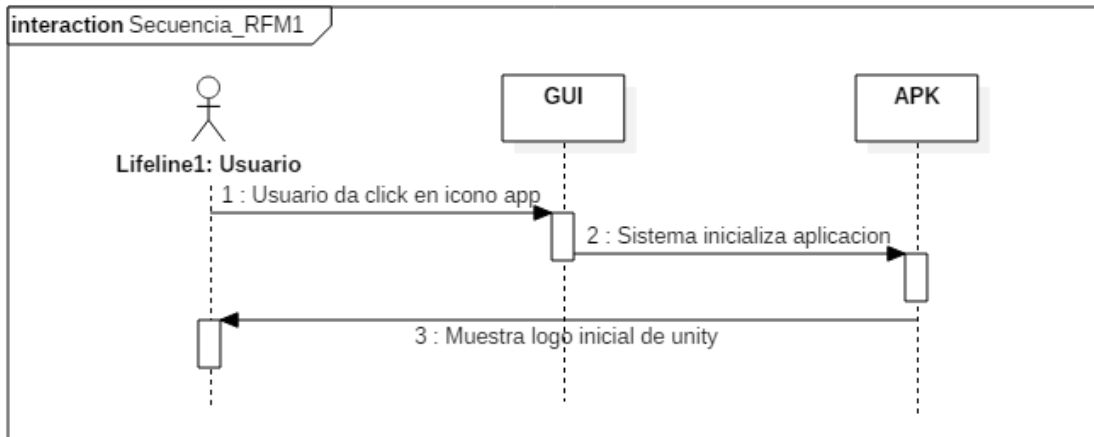 interaction Secuencia_RFM1
GUI
APK
Lifeline1: Usuario
1 : Usuario da click en icono app
2 : Sistema inicializa aplicacion
3 : Muestra logo inicial de unity